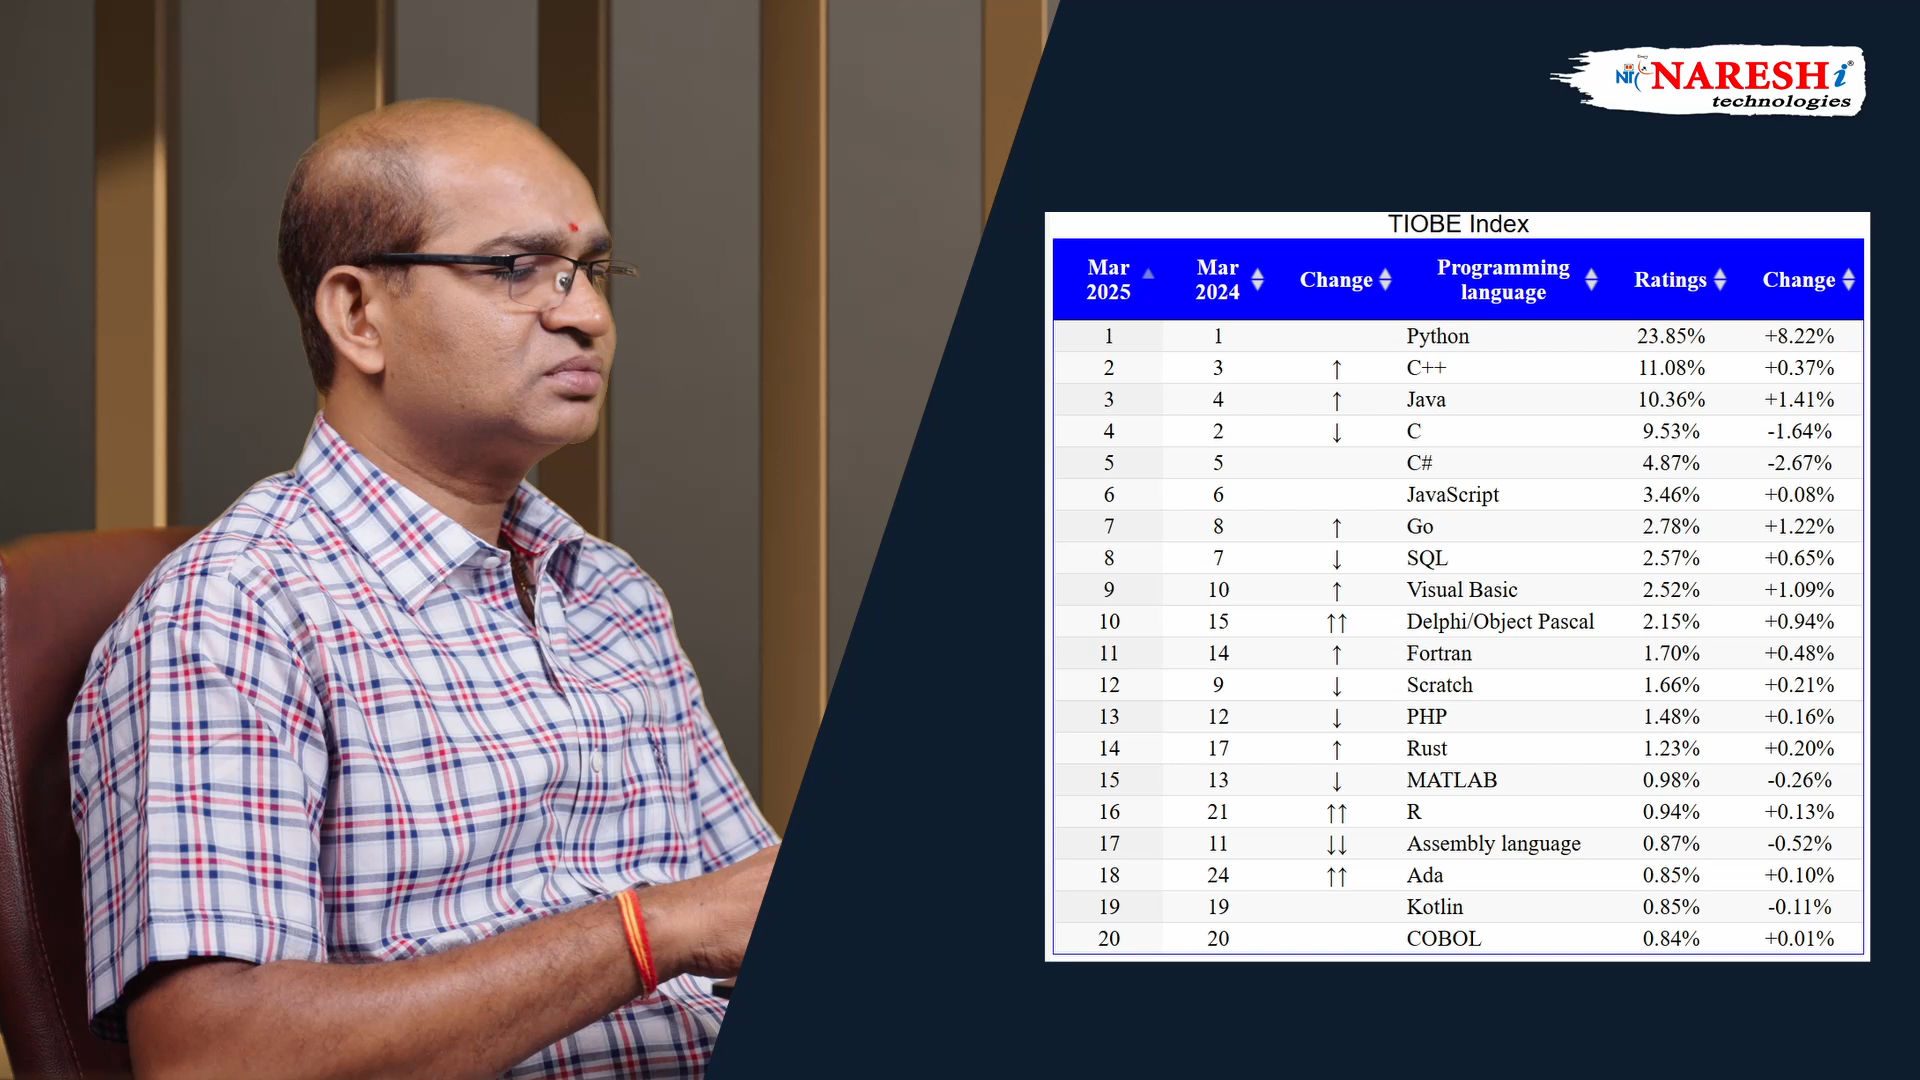 NT NARESH i ®
technologies
TIOBE Index
Mar 2025 Mar 2024 Change Programming language Ratings Change
1 1 Python 23.85% +8.22%
2 3 ↑ C++ 11.08% +0.37%
3 4 ↑ Java 10.36% +1.41%
4 2 ↓ C 9.53% -1.64%
5 5 C# 4.87% -2.67%
6 6 JavaScript 3.46% +0.08%
7 8 ↑ Go 2.78% +1.22%
8 7 ↓ SQL 2.57% +0.65%
9 10 ↑ Visual Basic 2.52% +1.09%
10 15 ↑↑ Delphi/Object Pascal 2.15% +0.94%
11 14 ↑ Fortran 1.70% +0.48%
12 9 ↓ Scratch 1.66% +0.21%
13 12 ↓ PHP 1.48% +0.16%
14 17 ↑ Rust 1.23% +0.20%
15 13 ↓ MATLAB 0.98% -0.26%
16 21 ↑↑ R 0.94% +0.13%
17 11 ↓↓ Assembly language 0.87% -0.52%
18 24 ↑↑ Ada 0.85% +0.10%
19 19 Kotlin 0.85% -0.11%
20 20 COBOL 0.84% +0.01%